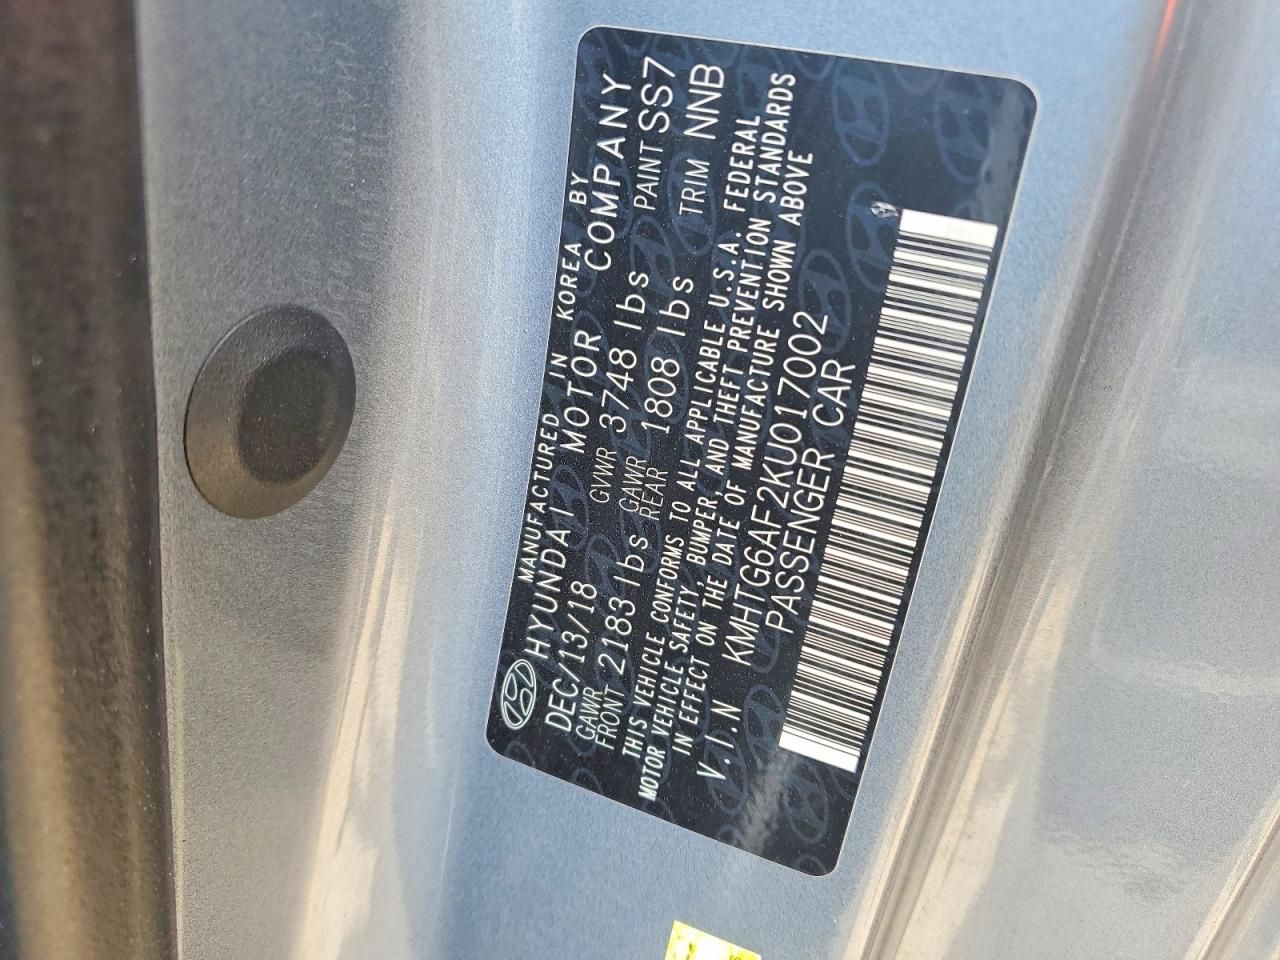 MANUFACTURED IN KOREA BY
HYUNDAI MOTOR COMPANY
DEC/13/18 GVWR 3748 lbs PAINT SS7
GAWR FRONT 2183 lbs GAWR REAR 1808 lbs TRIM NNB
THIS VEHICLE CONFORMS TO ALL APPLICABLE U.S.A. FEDERAL
MOTOR VEHICLE SAFETY, BUMPER, AND THEFT PREVENTION STANDARDS
IN EFFECT ON THE DATE OF MANUFACTURE SHOWN ABOVE
V.I.N KMHTG6AF2KU017002
PASSENGER CAR